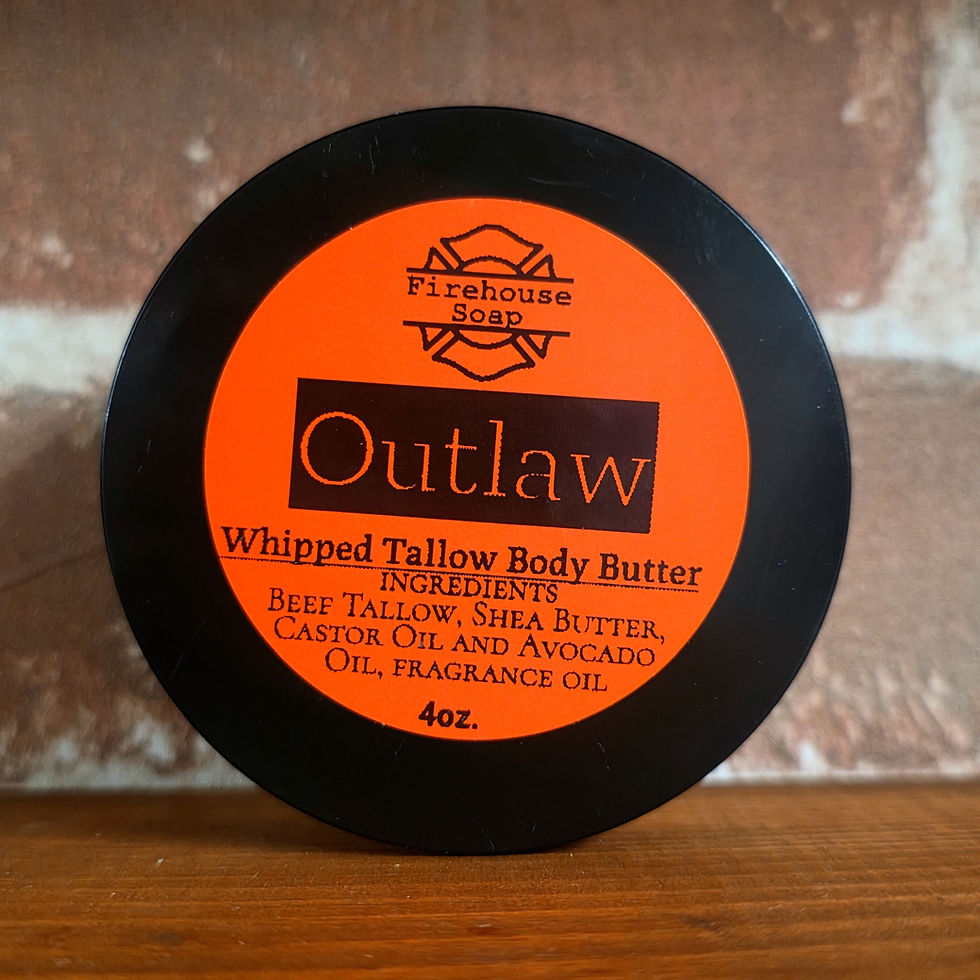 Firehouse
Soap
Outlaw
Whipped Tallow Body Butter
INGREDIENTS
Beef Tallow, Shea Butter,
Castor Oil and Avocado
Oil, fragrance oil
4oz.